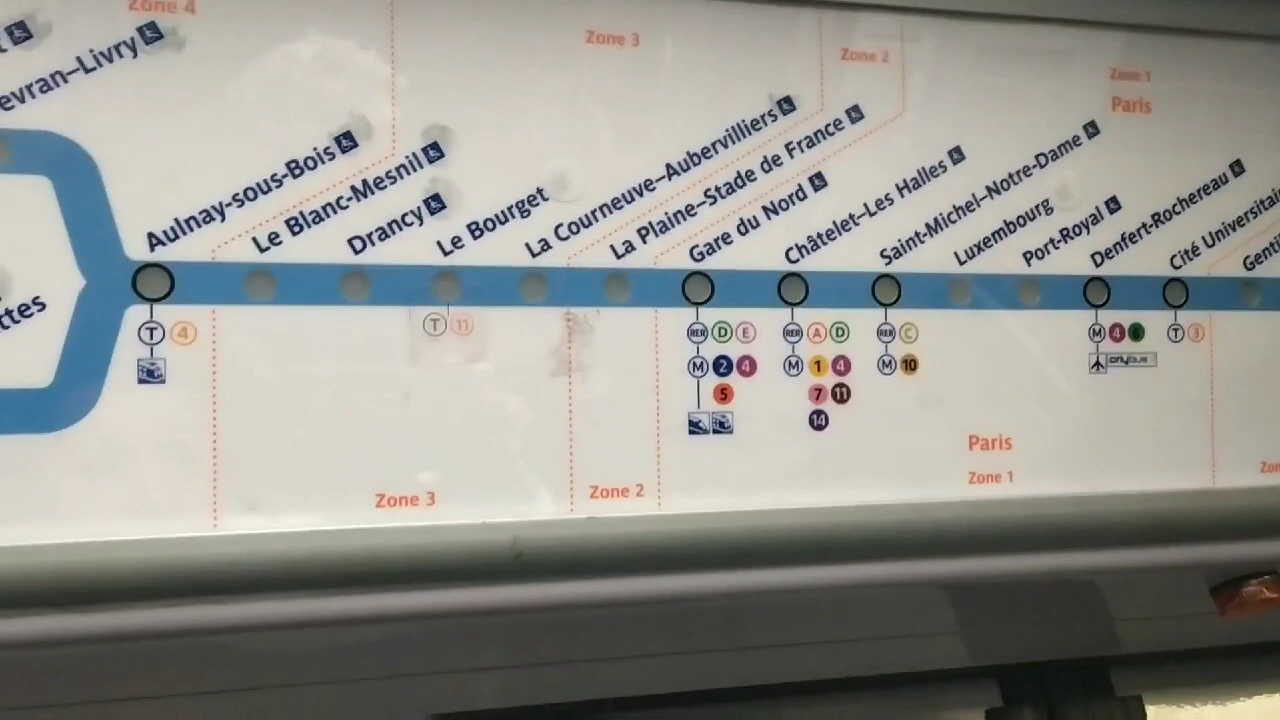 Zone 4
Zone 3
Zone 2
Zone 1
Paris
evran–Livry
Aulnay-sous-Bois
Le Blanc-Mesnil
Drancy
Le Bourget
La Courneuve–Aubervilliers
La Plaine–Stade de France
Gare du Nord
Châtelet–Les Halles
Saint-Michel–Notre-Dame
Luxembourg
Port-Royal
Denfert-Rochereau
Cité Universitai
Genti
ttes
T 4
T 11
RER D E
M 2 4
5
RER A D
M 1 4
7 11
14
RER C
M 10
M 4 6
orlybus
T 3
Paris
Zone 3
Zone 2
Zone 1
Zon